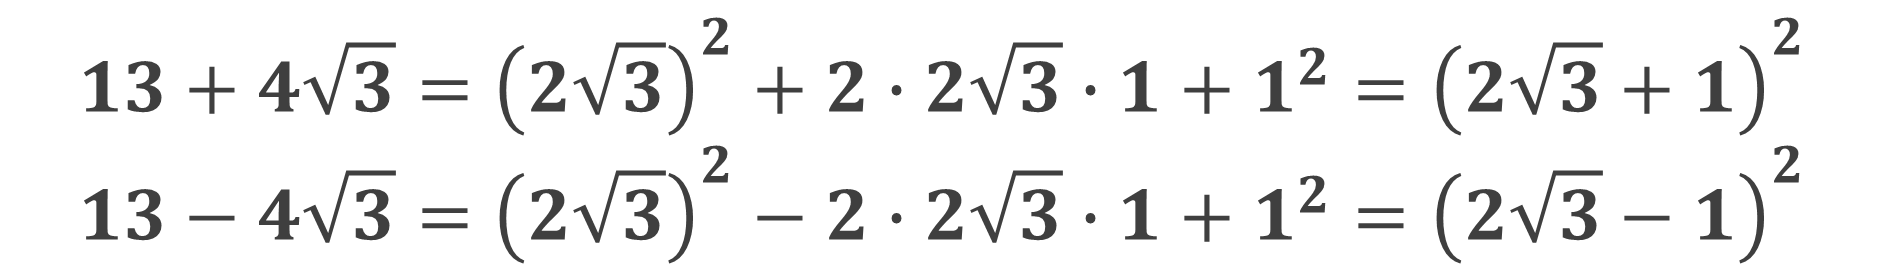 13 + 4√3 = (2√3)² + 2 · 2√3 · 1 + 1² = (2√3 + 1)²
13 − 4√3 = (2√3)² − 2 · 2√3 · 1 + 1² = (2√3 − 1)²